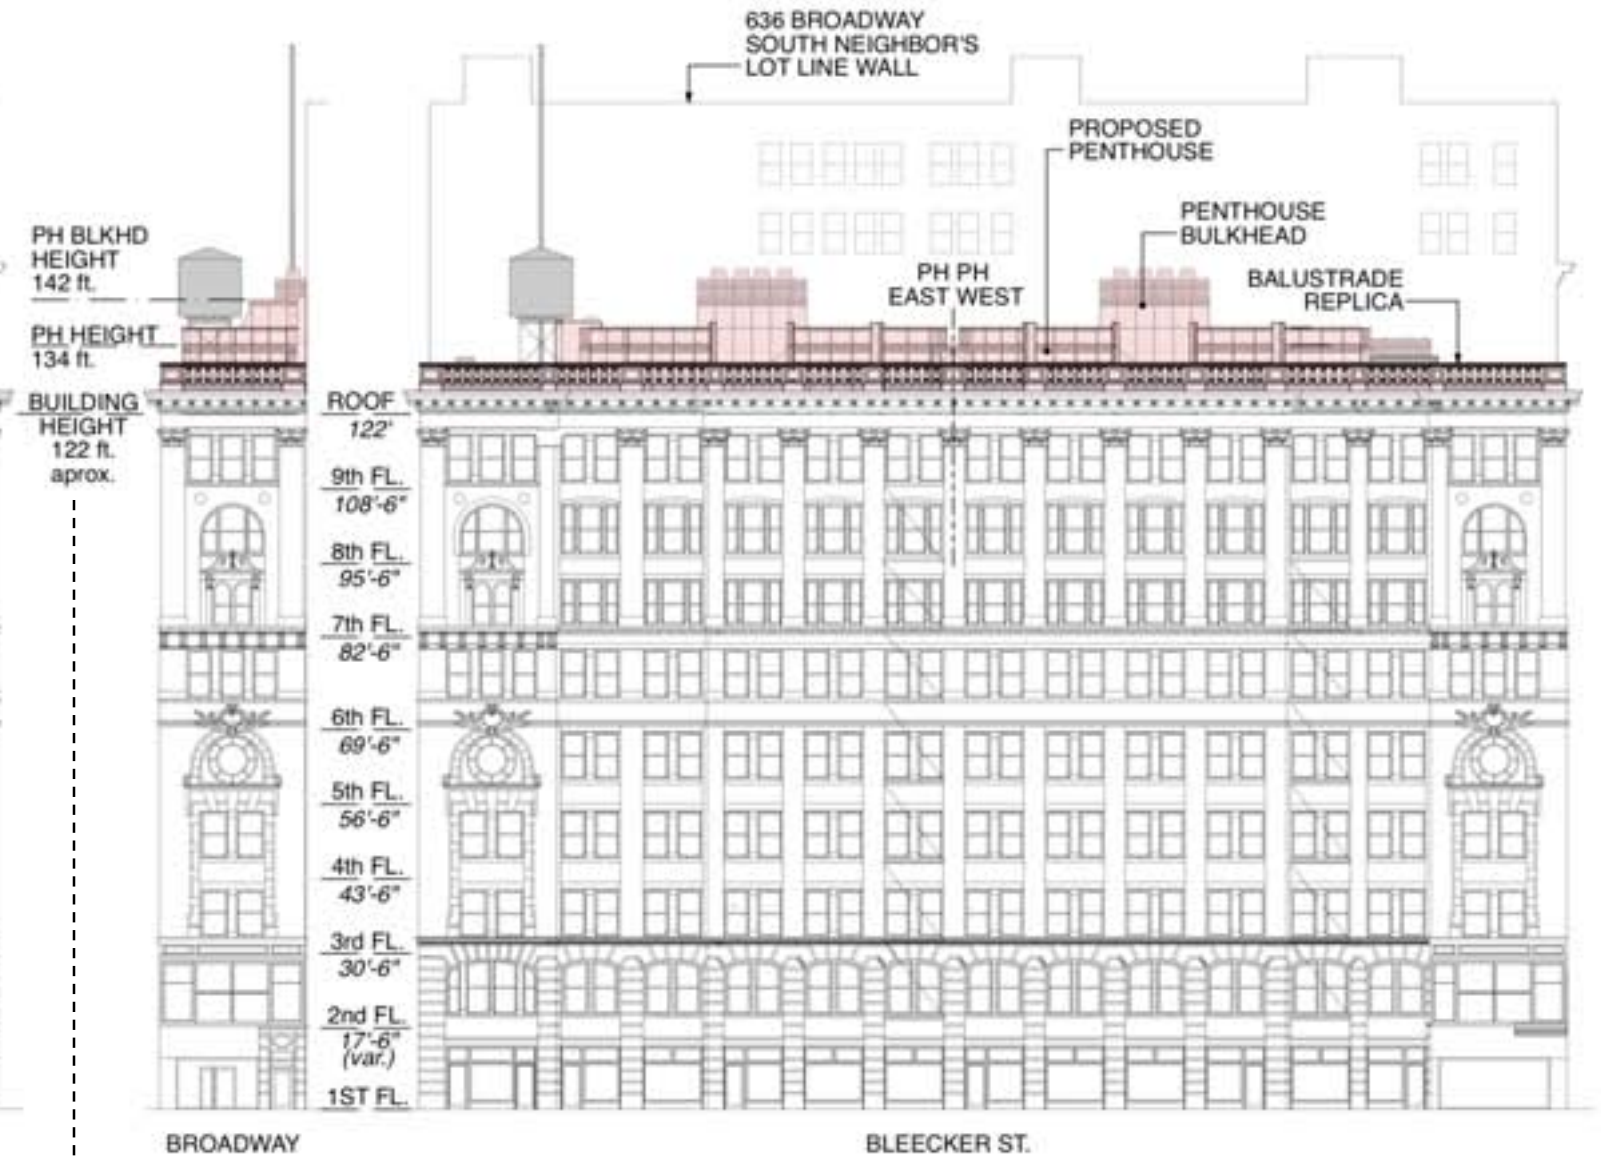 636 BROADWAY
SOUTH NEIGHBOR'S
LOT LINE WALL
PROPOSED
PENTHOUSE
PENTHOUSE
BULKHEAD
BALUSTRADE
REPLICA
PH PH
EAST WEST
PH BLKHD
HEIGHT
142 ft.
PH HEIGHT
134 ft.
BUILDING
HEIGHT
122 ft.
aprox.
ROOF
122'
9th FL.
108'-6"
8th FL.
95'-6"
7th FL.
82'-6"
6th FL.
69'-6"
5th FL.
56'-6"
4th FL.
43'-6"
3rd FL.
30'-6"
2nd FL.
17'-6"
(var.)
1ST FL.
BROADWAY
BLEECKER ST.